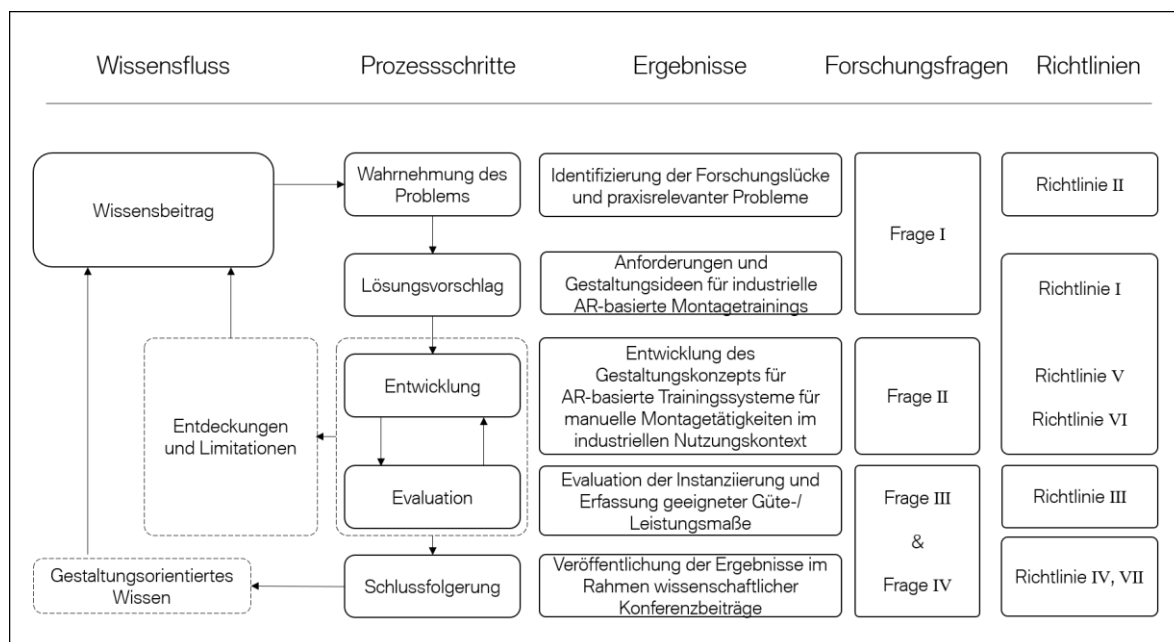 Wissensfluss
Prozessschritte
Ergebnisse
Forschungsfragen
Richtlinien
Wissensbeitrag
Wahrnehmung des
Problems
Identifizierung der Forschungslücke
und praxisrelevanter Probleme
Frage I
Richtlinie II
Lösungsvorschlag
Anforderungen und
Gestaltungsideen für industrielle
AR-basierte Montagetrainings
Richtlinie I
Entdeckungen
und Limitationen
Entwicklung
Entwicklung des
Gestaltungskonzepts für
AR-basierte Trainingssysteme für
manuelle Montagetätigkeiten im
industriellen Nutzungskontext
Frage II
Richtlinie V
Richtlinie VI
Evaluation
Evaluation der Instanziierung und
Erfassung geeigneter Güte-/
Leistungsmaße
Frage III
&
Frage IV
Richtlinie III
Gestaltungsorientiertes
Wissen
Schlussfolgerung
Veröffentlichung der Ergebnisse im
Rahmen wissenschaftlicher
Konferenzbeiträge
Richtlinie IV, VII